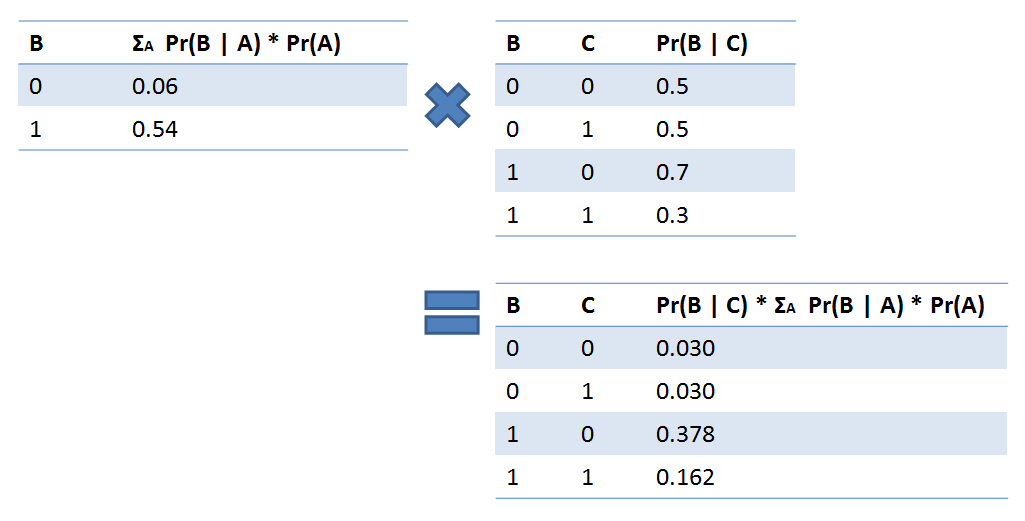 B ΣA Pr(B | A) * Pr(A)
0 0.06
1 0.54
B C Pr(B | C)
0 0 0.5
0 1 0.5
1 0 0.7
1 1 0.3
B C Pr(B | C) * ΣA Pr(B | A) * Pr(A)
0 0 0.030
0 1 0.030
1 0 0.378
1 1 0.162